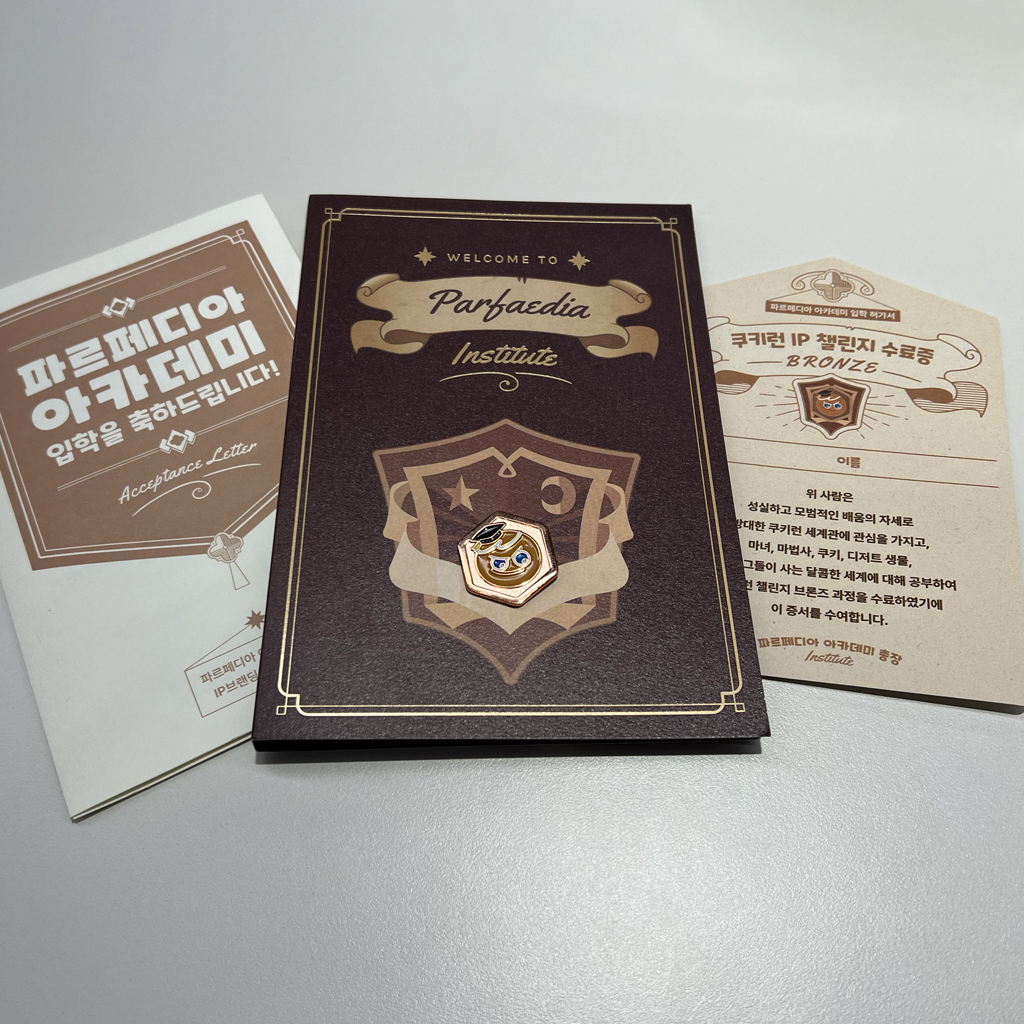 파르페디아
아카데미
입학을 축하드립니다!
Acceptance Letter
파르페디아
IP브랜딩
WELCOME TO
Parfaedia
Institute
파르페디아 아카데미 입학 허가서
쿠키런 IP 챌린지 수료증
BRONZE
이름
위 사람은
성실하고 모범적인 배움의 자세로
방대한 쿠키런 세계관에 관심을 가지고,
마녀, 마법사, 쿠키, 디저트 생물,
그들이 사는 달콤한 세계에 대해 공부하여
챌린지 브론즈 과정을 수료하였기에
이 증서를 수여합니다.
파르페디아 아카데미 총장
Institute